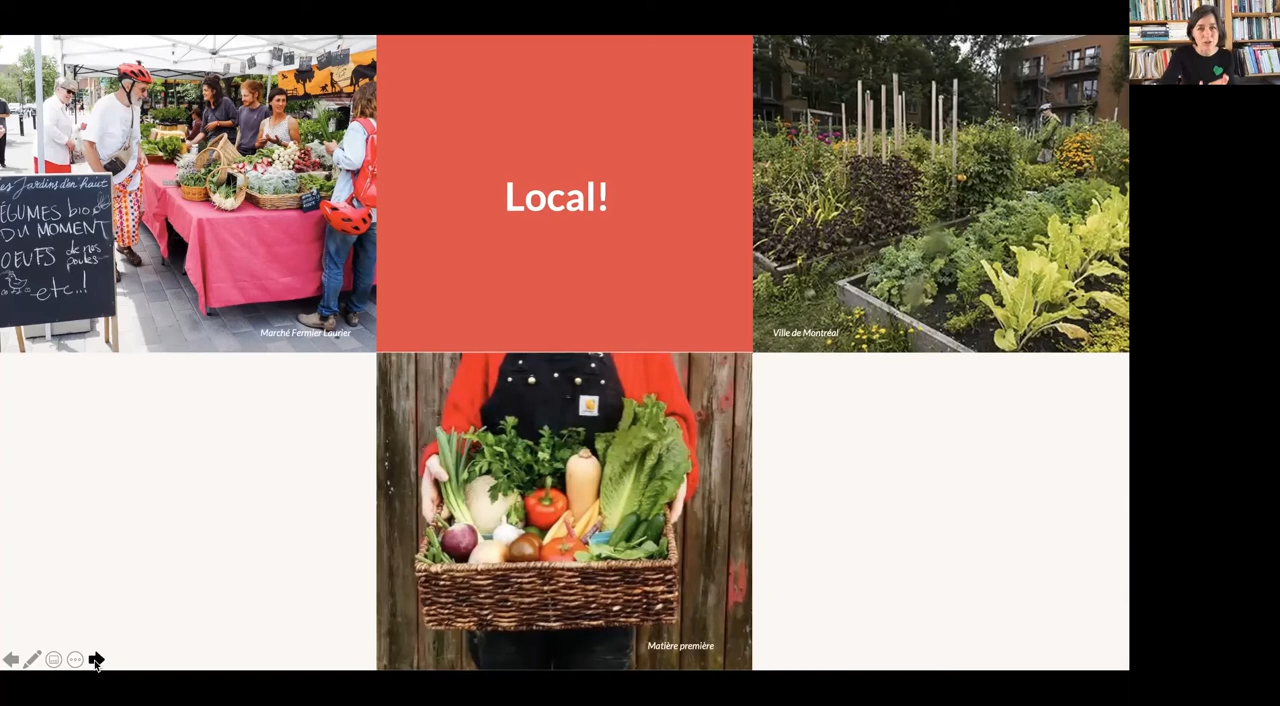 es Jardins d'en haut
LÉGUMES bio
DU MOMENT
OEUFS de nos
poules
etc..!
Marché Fermier Laurier
Local!
Ville de Montréal
Matière première